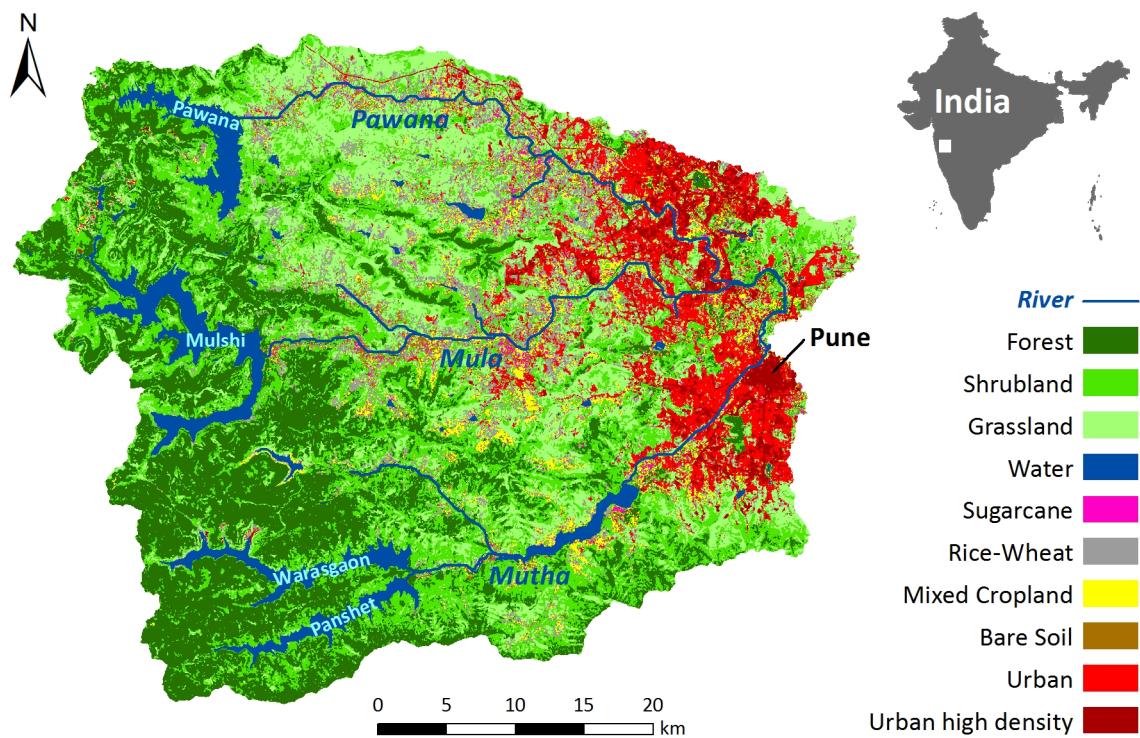 N
India
Pawana
Pawana
Mulshi
Mula
Pune
Warasgaon
Panshet
Mutha
River
Forest
Shrubland
Grassland
Water
Sugarcane
Rice-Wheat
Mixed Cropland
Bare Soil
Urban
Urban high density
0 5 10 15 20
km